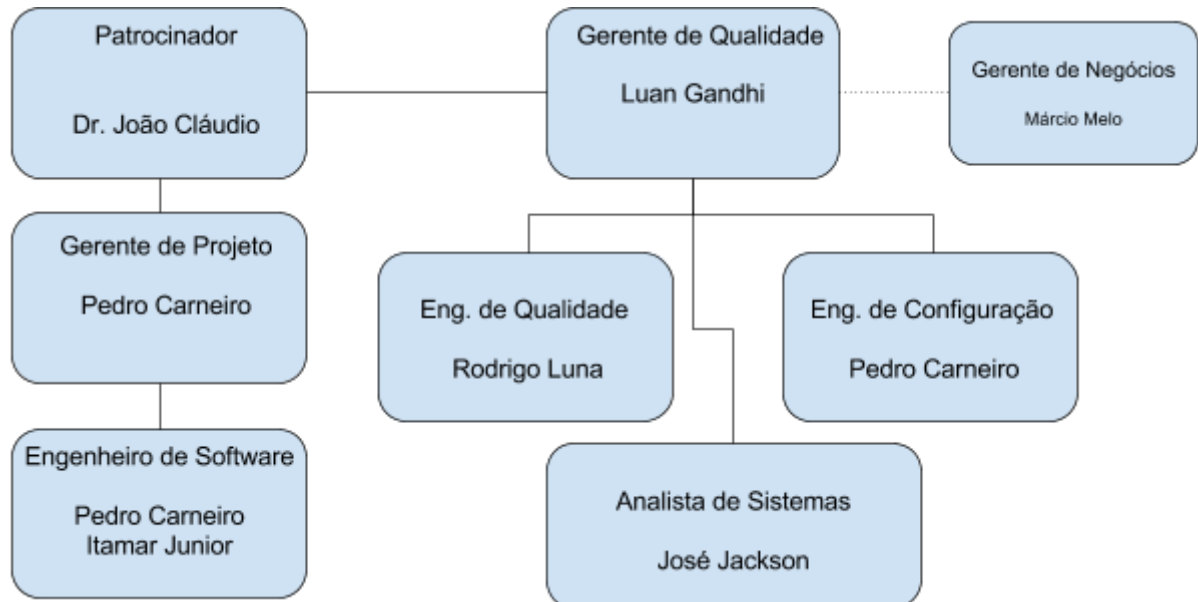 Patrocinador
Dr. João Cláudio
Gerente de Qualidade
Luan Gandhi
Gerente de Negócios
Márcio Melo
Gerente de Projeto
Pedro Carneiro
Eng. de Qualidade
Rodrigo Luna
Eng. de Configuração
Pedro Carneiro
Engenheiro de Software
Pedro Carneiro
Itamar Junior
Analista de Sistemas
José Jackson